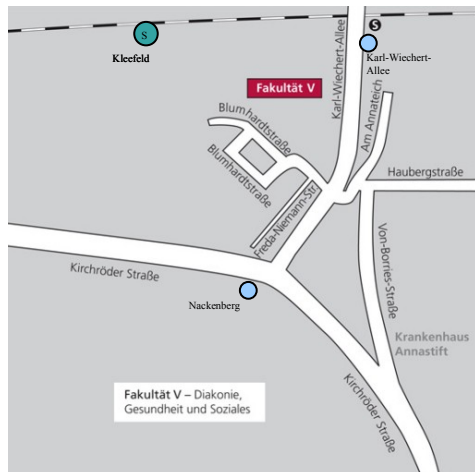 S
Kleefeld
S
Karl-Wiechert-
Allee
Karl-Wiechert-Allee
Fakultät V
Am Annateich
Blumhardtstraße
Blumhardtstraße
Haubergstraße
Freda-Niemann-Str.
Von-Borries-Straße
Kirchröder Straße
Nackenberg
Krankenhaus
Annastift
Kirchröder Straße
Fakultät V – Diakonie,
Gesundheit und Soziales